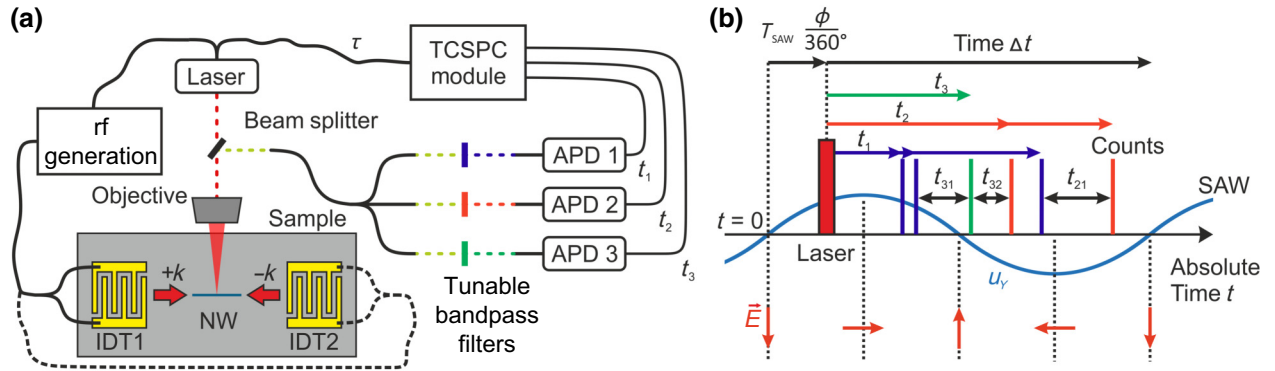 (a)
τ
TCSPC
module
Laser
rf
generation
Beam splitter
APD 1
t1
Objective
APD 2
t2
Sample
APD 3
t3
+k
–k
NW
IDT1
IDT2
Tunable
bandpass
filters
(b)
T_SAW ϕ/360°
Time Δt
t3
t2
t1
Counts
t31
t32
t21
SAW
t = 0
Laser
u_Y
Absolute
Time t
E⃗